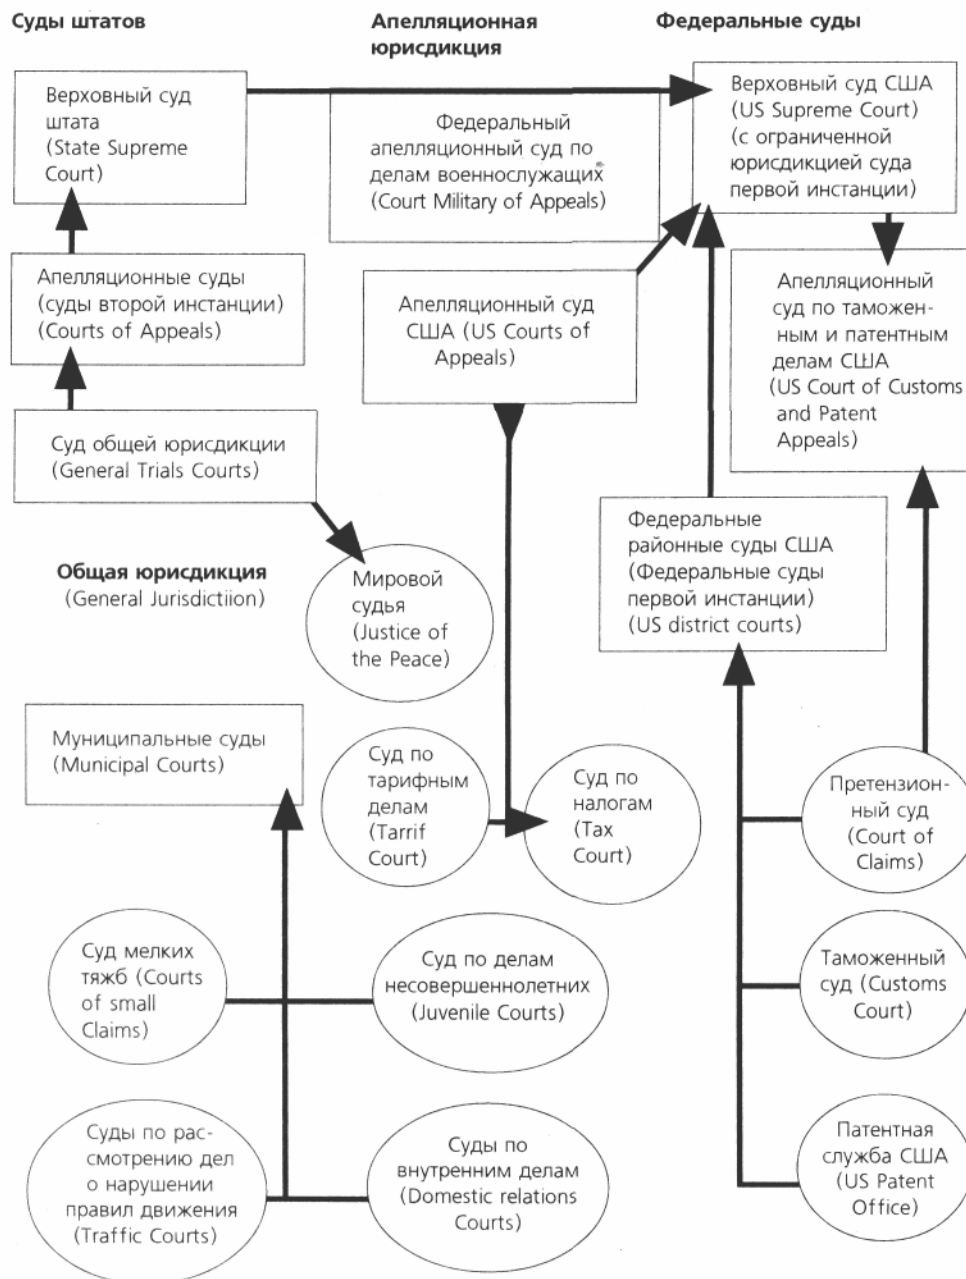 Суды штатов
Апелляционная
юрисдикция
Федеральные суды
Верховный суд
штата
(State Supreme
Court)
Федеральный
апелляционный суд по
делам военнослужащих
(Court Military of Appeals)
Верховный суд США
(US Supreme Court)
(с ограниченной
юрисдикцией суда
первой инстанции)
Апелляционные суды
(суды второй инстанции)
(Courts of Appeals)
Апелляционный суд
США (US Courts of
Appeals)
Апелляционный
суд по таможен-
ным и патентным
делам США
(US Court of Customs
and Patent
Appeals)
Суд общей юрисдикции
(General Trials Courts)
Общая юрисдикция
(General Jurisdictiion)
Мировой
судья
(Justice of
the Peace)
Федеральные
районные суды США
(Федеральные суды
первой инстанции)
(US district courts)
Муниципальные суды
(Municipal Courts)
Суд по
тарифным
делам
(Tarrif
Court)
Суд по
налогам
(Tax
Court)
Претензион-
ный суд
(Court of
Claims)
Суд мелких
тяжб (Courts
of small
Claims)
Суд по делам
несовершеннолетних
(Juvenile Courts)
Таможенный
суд (Customs
Court)
Суды по рас-
смотрению дел
о нарушении
правил движения
(Traffic Courts)
Суды по
внутренним делам
(Domestic relations
Courts)
Патентная
служба США
(US Patent
Office)